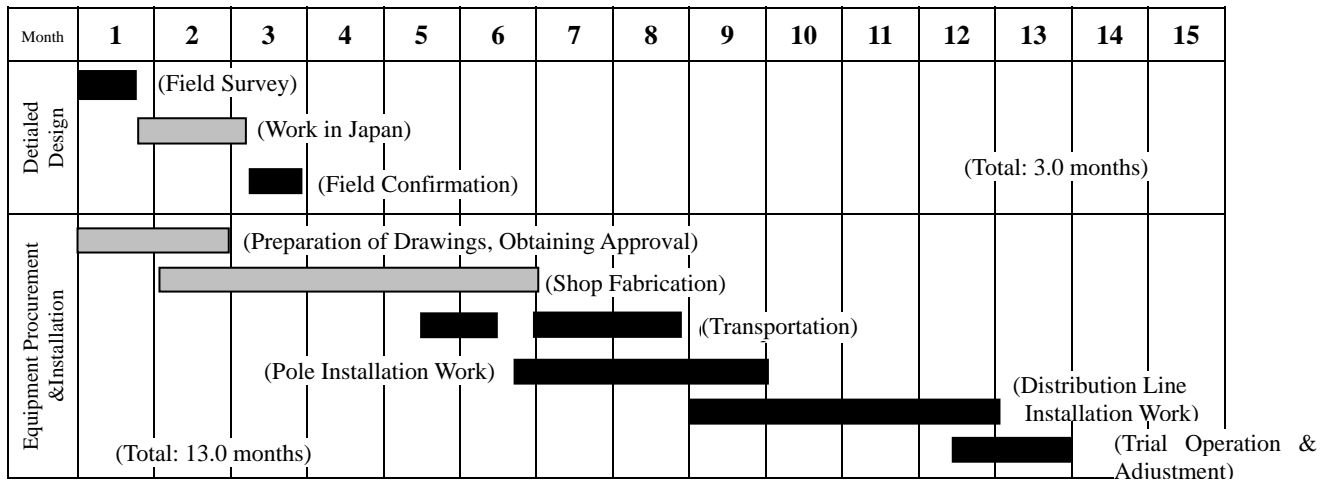 Month 1 2 3 4 5 6 7 8 9 10 11 12 13 14 15
Detialed
Design
(Field Survey)
(Work in Japan)
(Field Confirmation)
(Total: 3.0 months)
Equipment Procurement
&Installation
(Preparation of Drawings, Obtaining Approval)
(Shop Fabrication)
(Transportation)
(Pole Installation Work)
(Distribution Line
Installation Work)
(Total: 13.0 months)
(Trial Operation &
Adjustment)